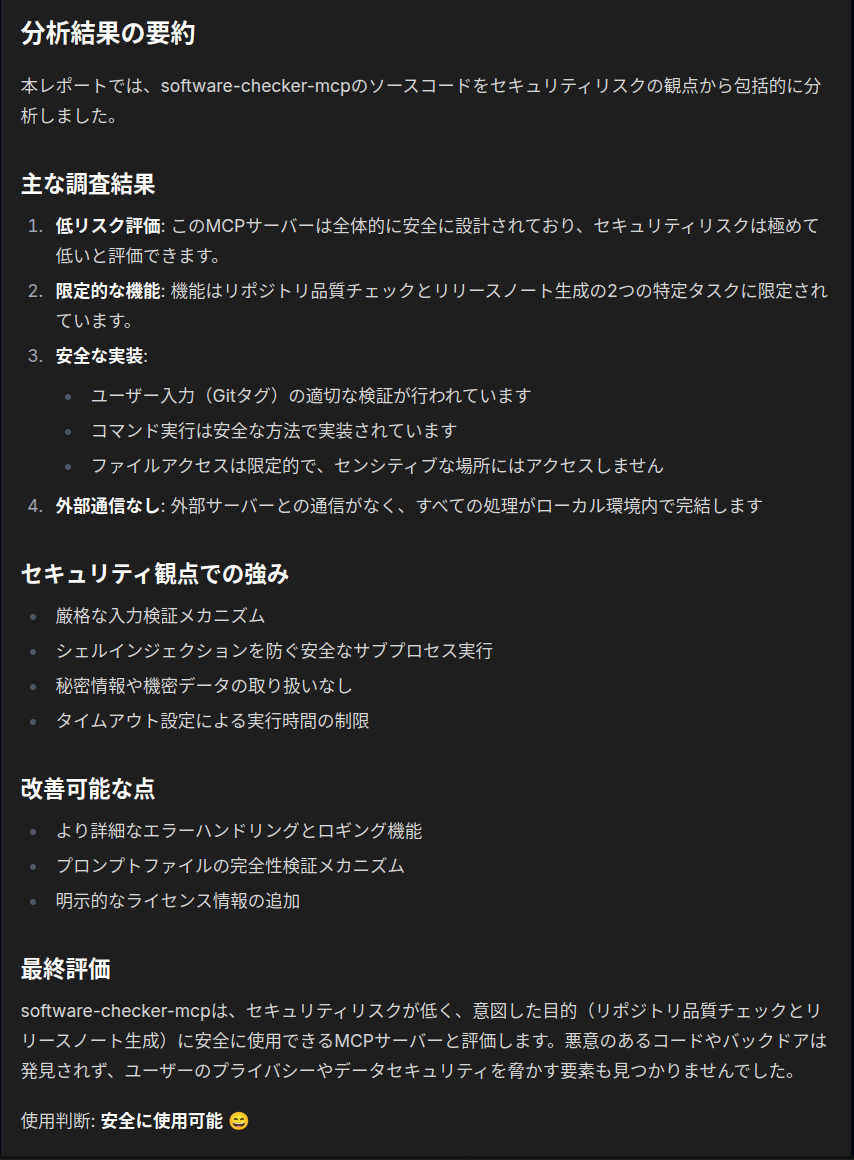 分析結果の要約
本レポートでは、software-checker-mcpのソースコードをセキュリティリスクの観点から包括的に分
析しました。
主な調査結果
1. 低リスク評価: このMCPサーバーは全体的に安全に設計されており、セキュリティリスクは極めて
低いと評価できます。
2. 限定的な機能: 機能はリポジトリ品質チェックとリリースノート生成の2つの特定タスクに限定され
ています。
3. 安全な実装:
• ユーザー入力（Gitタグ）の適切な検証が行われています
• コマンド実行は安全な方法で実装されています
• ファイルアクセスは限定的で、センシティブな場所にはアクセスしません
4. 外部通信なし: 外部サーバーとの通信がなく、すべての処理がローカル環境内で完結します
セキュリティ観点での強み
• 厳格な入力検証メカニズム
• シェルインジェクションを防ぐ安全なサブプロセス実行
• 秘密情報や機密データの取り扱いなし
• タイムアウト設定による実行時間の制限
改善可能な点
• より詳細なエラーハンドリングとロギング機能
• プロンプトファイルの完全性検証メカニズム
• 明示的なライセンス情報の追加
最終評価
software-checker-mcpは、セキュリティリスクが低く、意図した目的（リポジトリ品質チェックとリ
リースノート生成）に安全に使用できるMCPサーバーと評価します。悪意のあるコードやバックドアは
発見されず、ユーザーのプライバシーやデータセキュリティを脅かす要素も見つかりませんでした。
使用判断: 安全に使用可能 😄